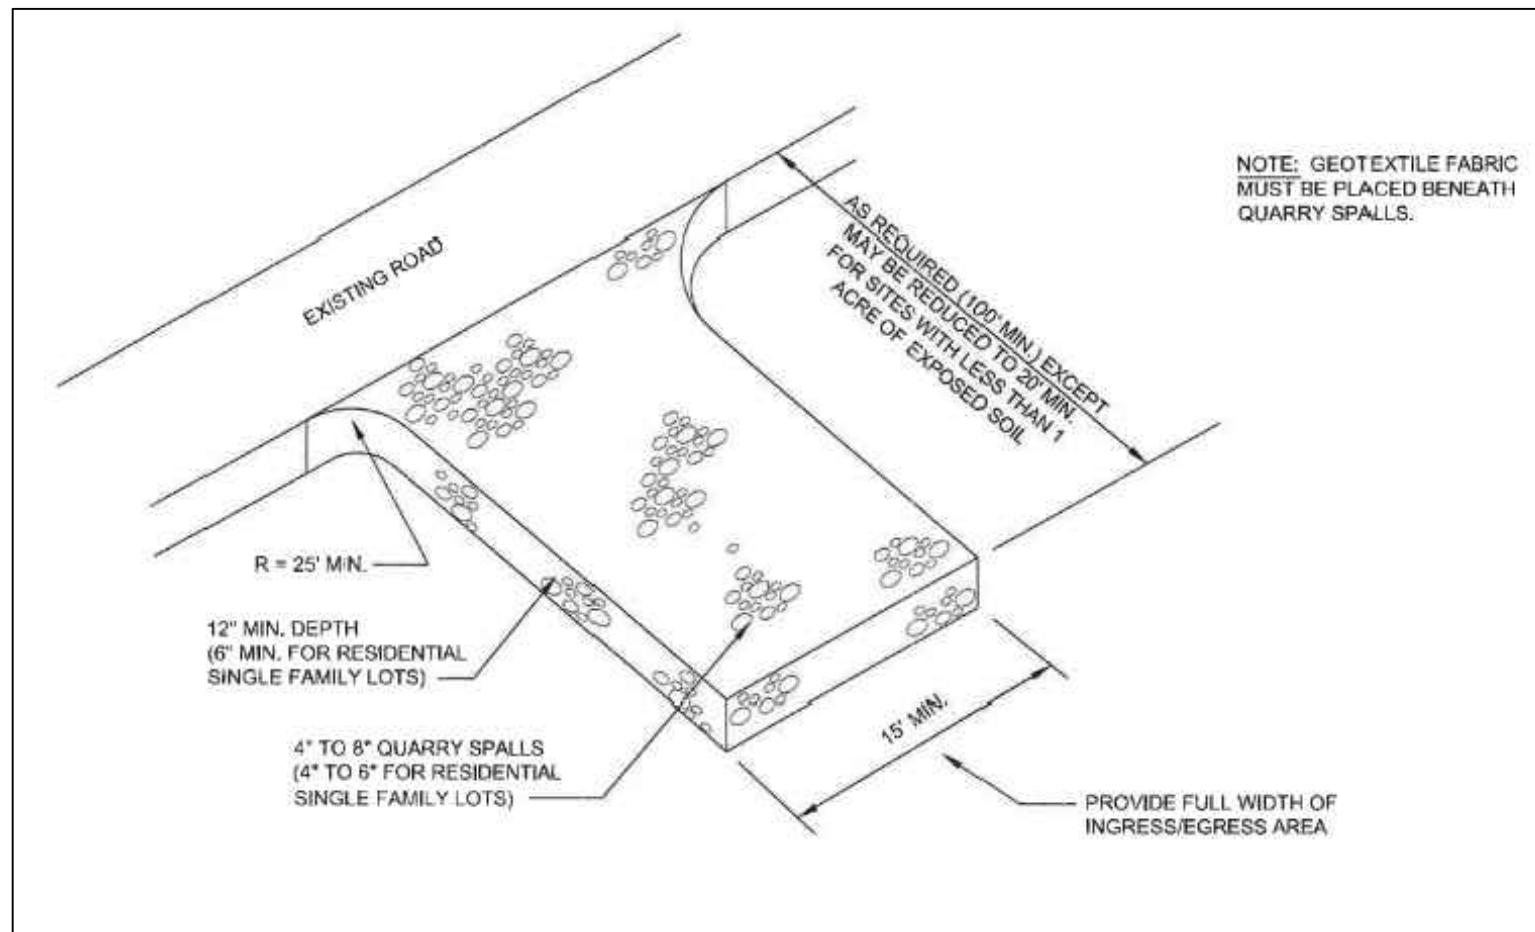 NOTE: GEOTEXTILE FABRIC
MUST BE PLACED BENEATH
QUARRY SPALLS.
EXISTING ROAD
AS REQUIRED (100' MIN.) EXCEPT
MAY BE REDUCED TO 20' MIN.
FOR SITES WITH LESS THAN 1
ACRE OF EXPOSED SOIL
R = 25' MIN.
12" MIN. DEPTH
(6" MIN. FOR RESIDENTIAL
SINGLE FAMILY LOTS)
4" TO 8" QUARRY SPALLS
(4" TO 6" FOR RESIDENTIAL
SINGLE FAMILY LOTS)
15' MIN.
PROVIDE FULL WIDTH OF
INGRESS/EGRESS AREA